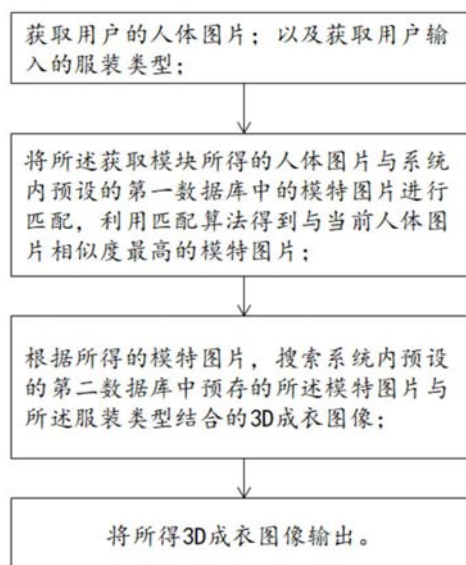 获取用户的人体图片；以及获取用户输
入的服装类型；
将所述获取模块所得的人体图片与系统
内预设的第一数据库中的模特图片进行
匹配，利用匹配算法得到与当前人体图
片相似度最高的模特图片；
根据所得的模特图片，搜索系统内预设
的第二数据库中预存的所述模特图片与
所述服装类型结合的3D成衣图像；
将所得3D成衣图像输出。